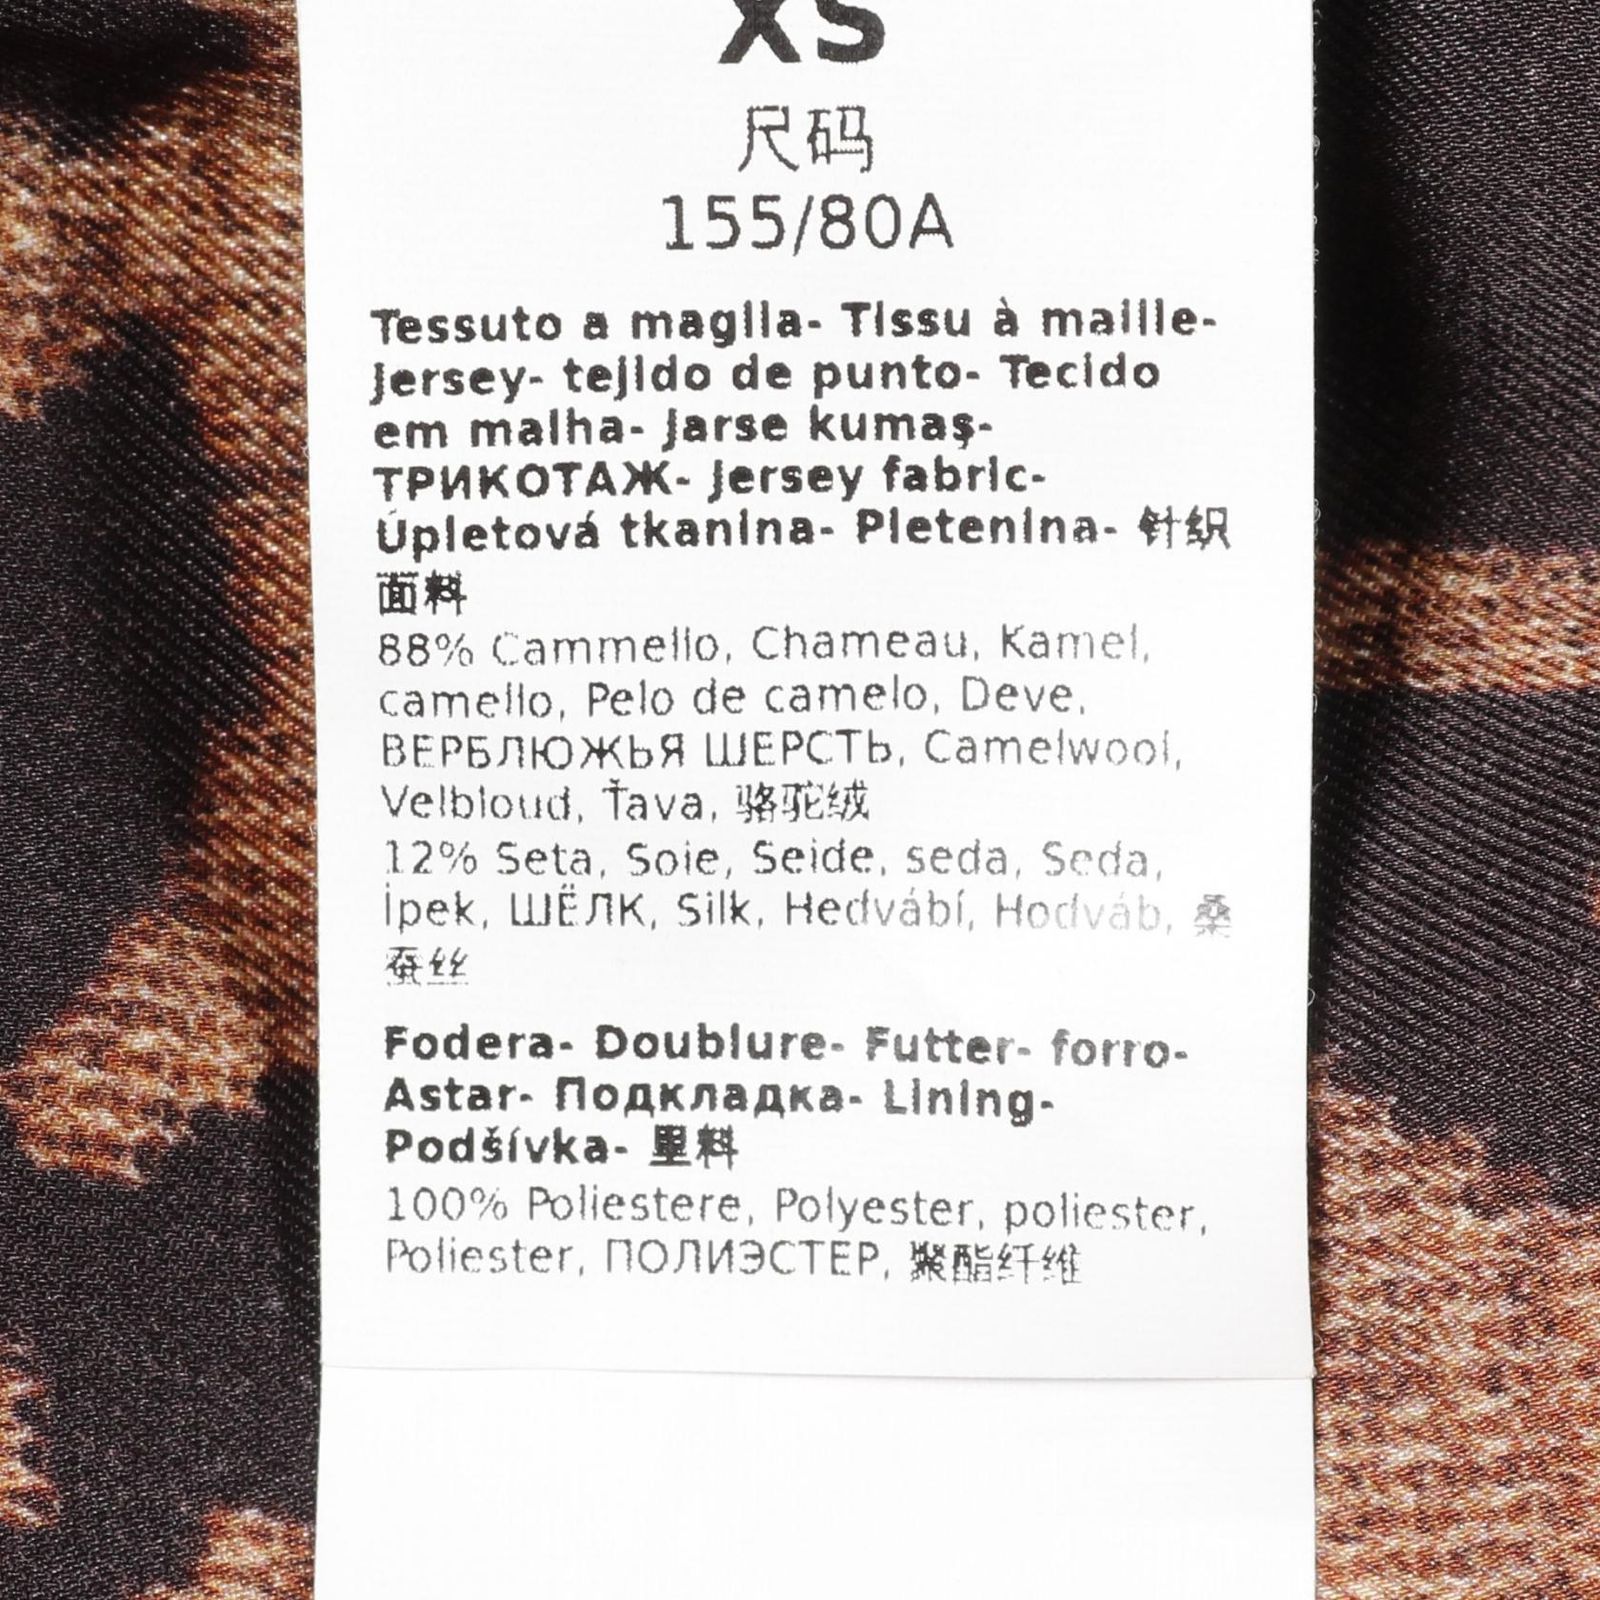 XS
尺码
155/80A
Tessuto a maglia- Tissu à maille-
Jersey- tejido de punto- Tecido
em malha- Jarse kumaş-
ТРИКОТАЖ- Jersey fabric-
Úpletová tkanina- Pletenina- 针织
面料
88% Cammello, Chameau, Kamel,
camello, Pelo de camelo, Deve,
ВЕРБЛЮЖЬЯ ШЕРСТЬ, Camelwool,
Velbloud, Ťava, 骆驼绒
12% Seta, Soie, Seide, seda, Seda,
İpek, ШЁЛК, Silk, Hedvábí, Hodváb, 桑
蚕丝
Fodera- Doublure- Futter- forro-
Astar- Подкладка- Lining-
Podšívka- 里料
100% Poliestere, Polyester, poliester,
Poliester, ПОЛИЭСТЕР, 聚酯纤维